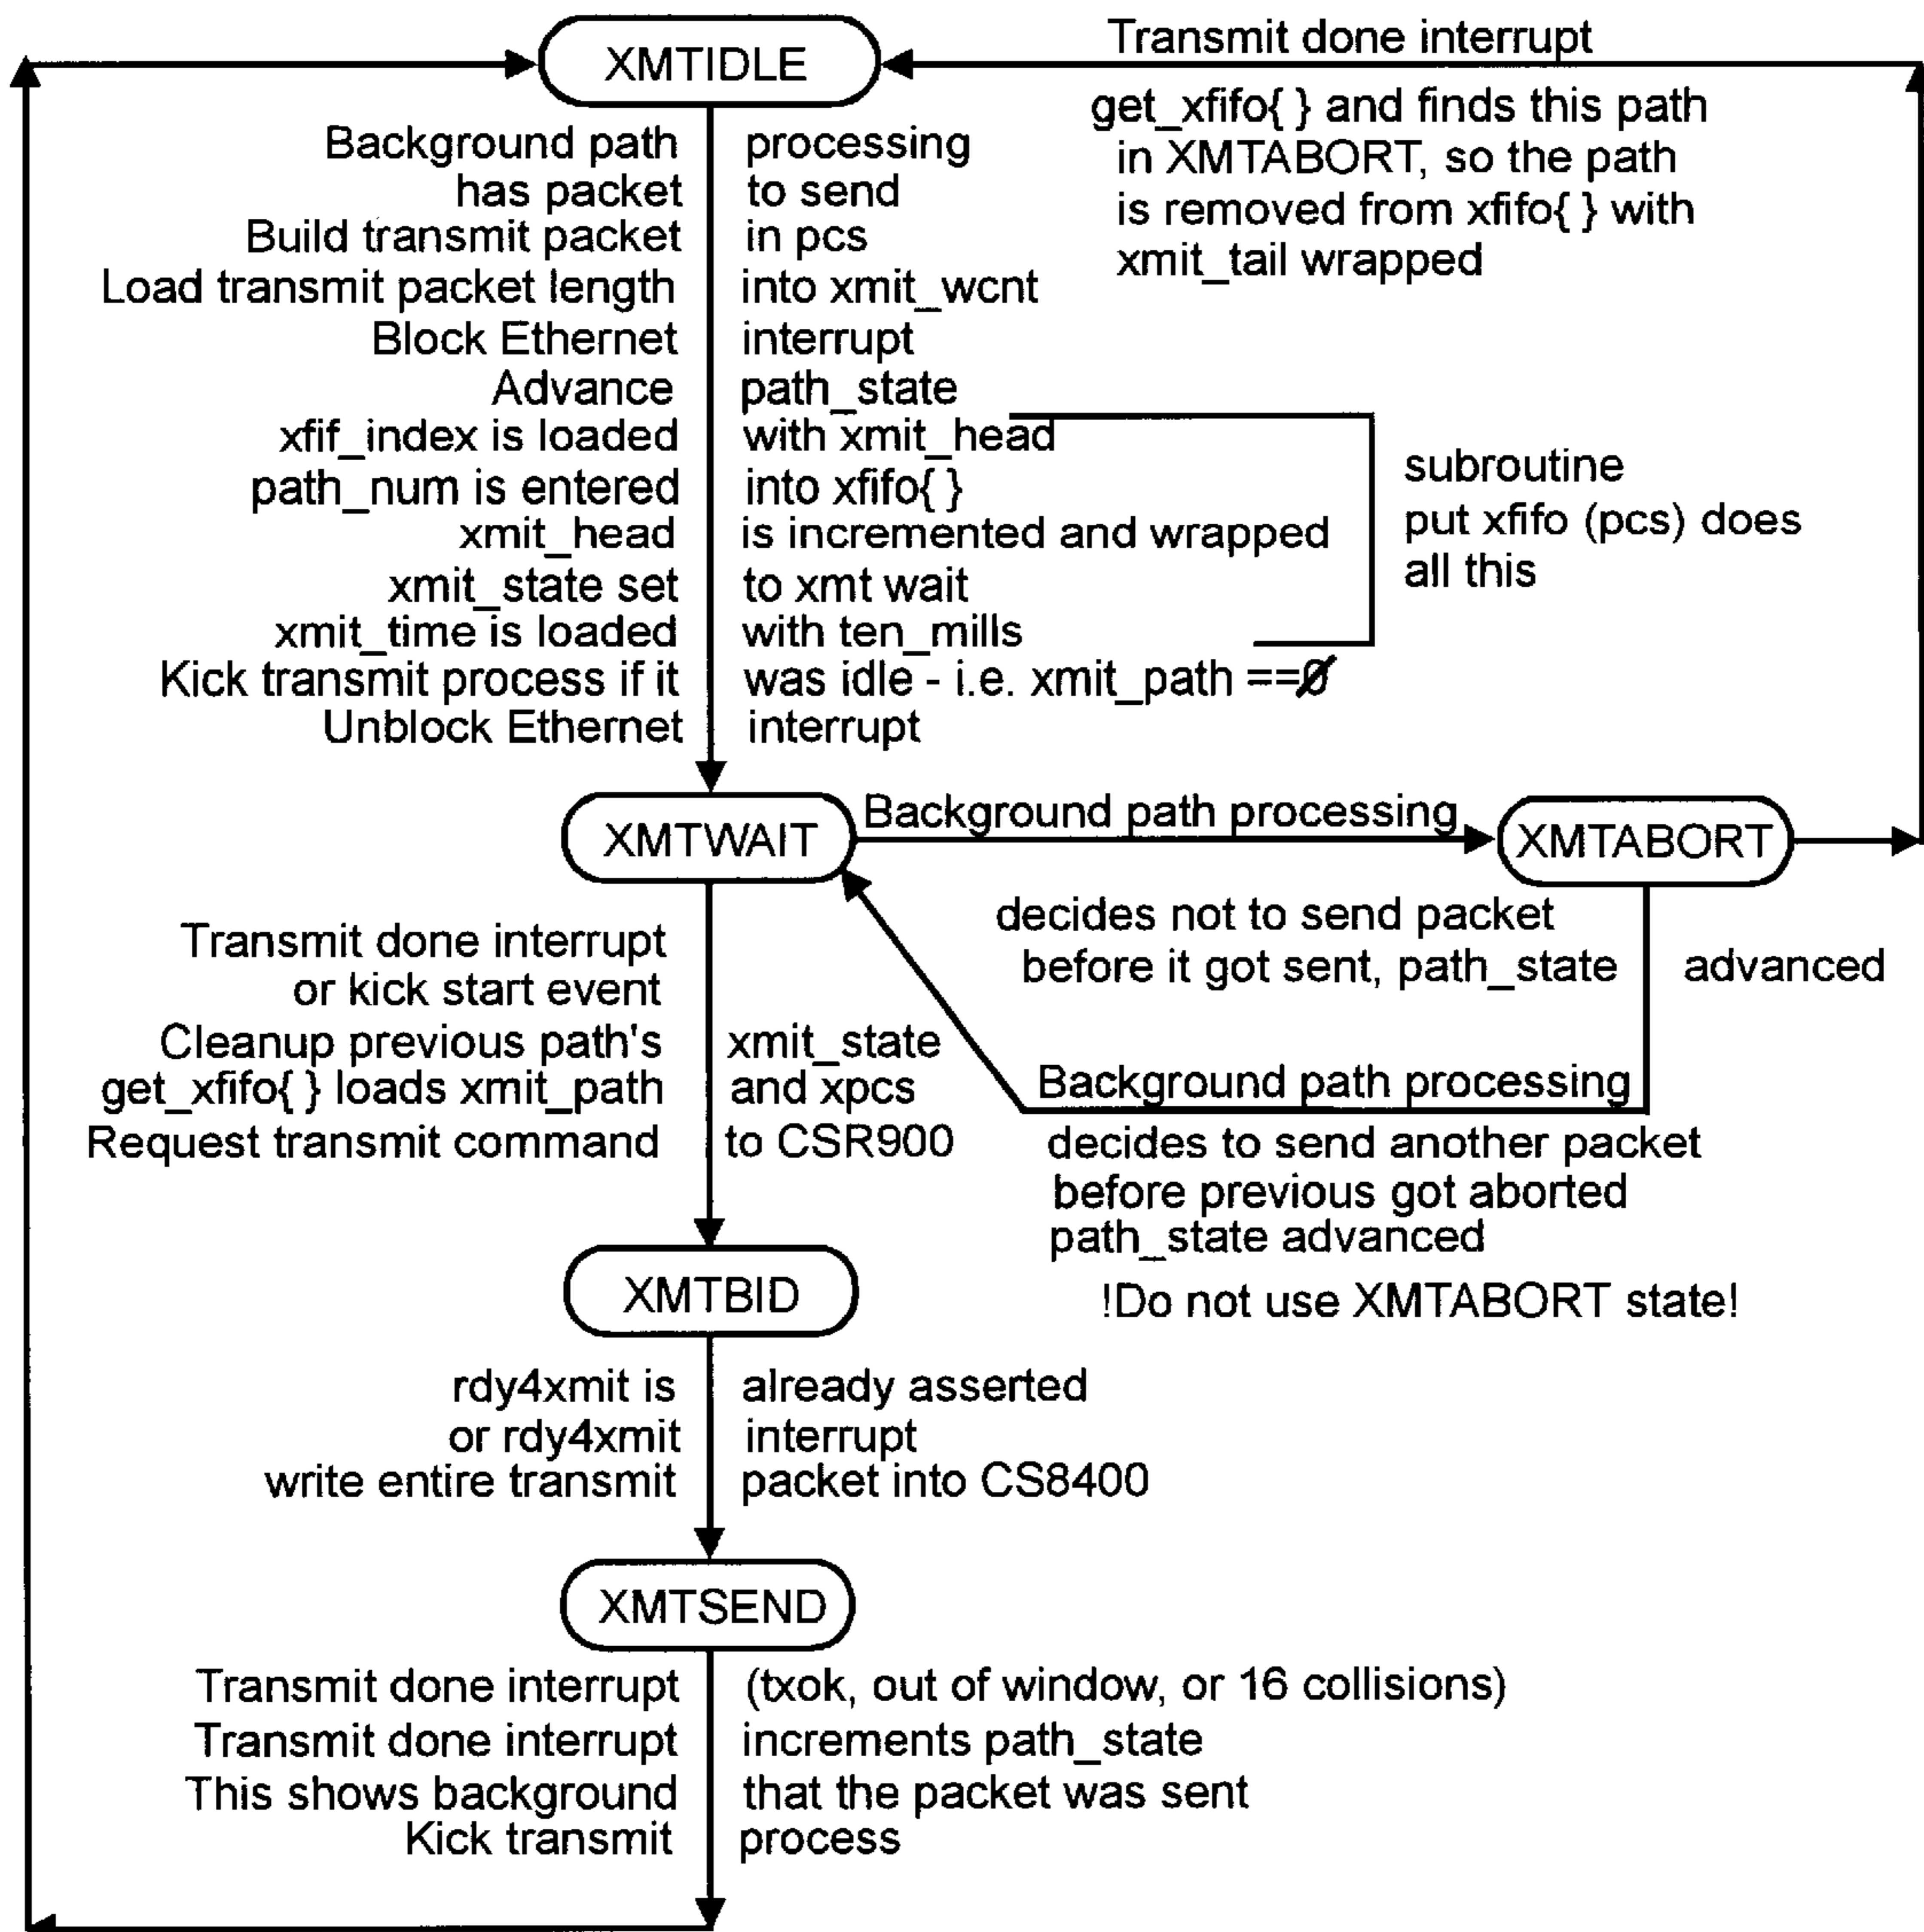 XMTIDLE
Transmit done interrupt
get_xfifo{ } and finds this path
in XMTABORT, so the path
is removed from xfifo{ } with
xmit_tail wrapped
Background path processing
has packet to send
Build transmit packet in pcs
Load transmit packet length into xmit_wcnt
Block Ethernet interrupt
Advance path_state
xfif_index is loaded with xmit_head
path_num is entered into xfifo{ }
xmit_head is incremented and wrapped
xmit_state set to xmt wait
xmit_time is loaded with ten_mills
Kick transmit process if it was idle - i.e. xmit_path ==Ø
Unblock Ethernet interrupt
subroutine
put xfifo (pcs) does
all this
XMTWAIT
Background path processing
XMTABORT
decides not to send packet
before it got sent, path_state advanced
Transmit done interrupt
or kick start event
Cleanup previous path's xmit_state
get_xfifo{ } loads xmit_path and xpcs
Request transmit command to CSR900
Background path processing
decides to send another packet
before previous got aborted
path_state advanced
!Do not use XMTABORT state!
XMTBID
rdy4xmit is already asserted
or rdy4xmit interrupt
write entire transmit packet into CS8400
XMTSEND
Transmit done interrupt (txok, out of window, or 16 collisions)
Transmit done interrupt increments path_state
This shows background that the packet was sent
Kick transmit process